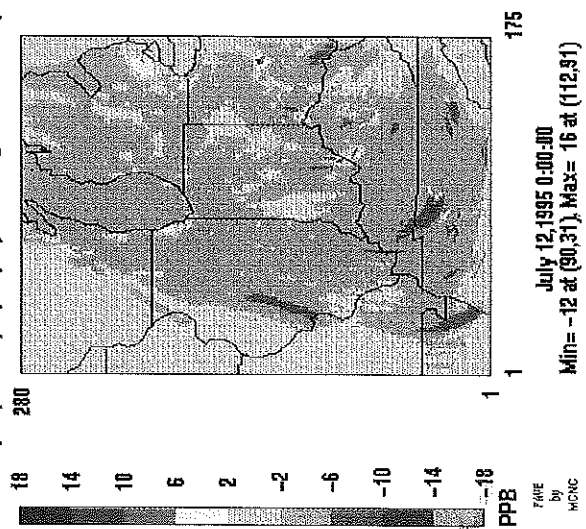 280
18
14
10
6
2
-2
-6
-10
-14
-18
PPB
PAVE
by
MCNC
1
1
175
July 12,1995 0:00:00
Min= -12 at (90,31), Max= 16 at (112,91)